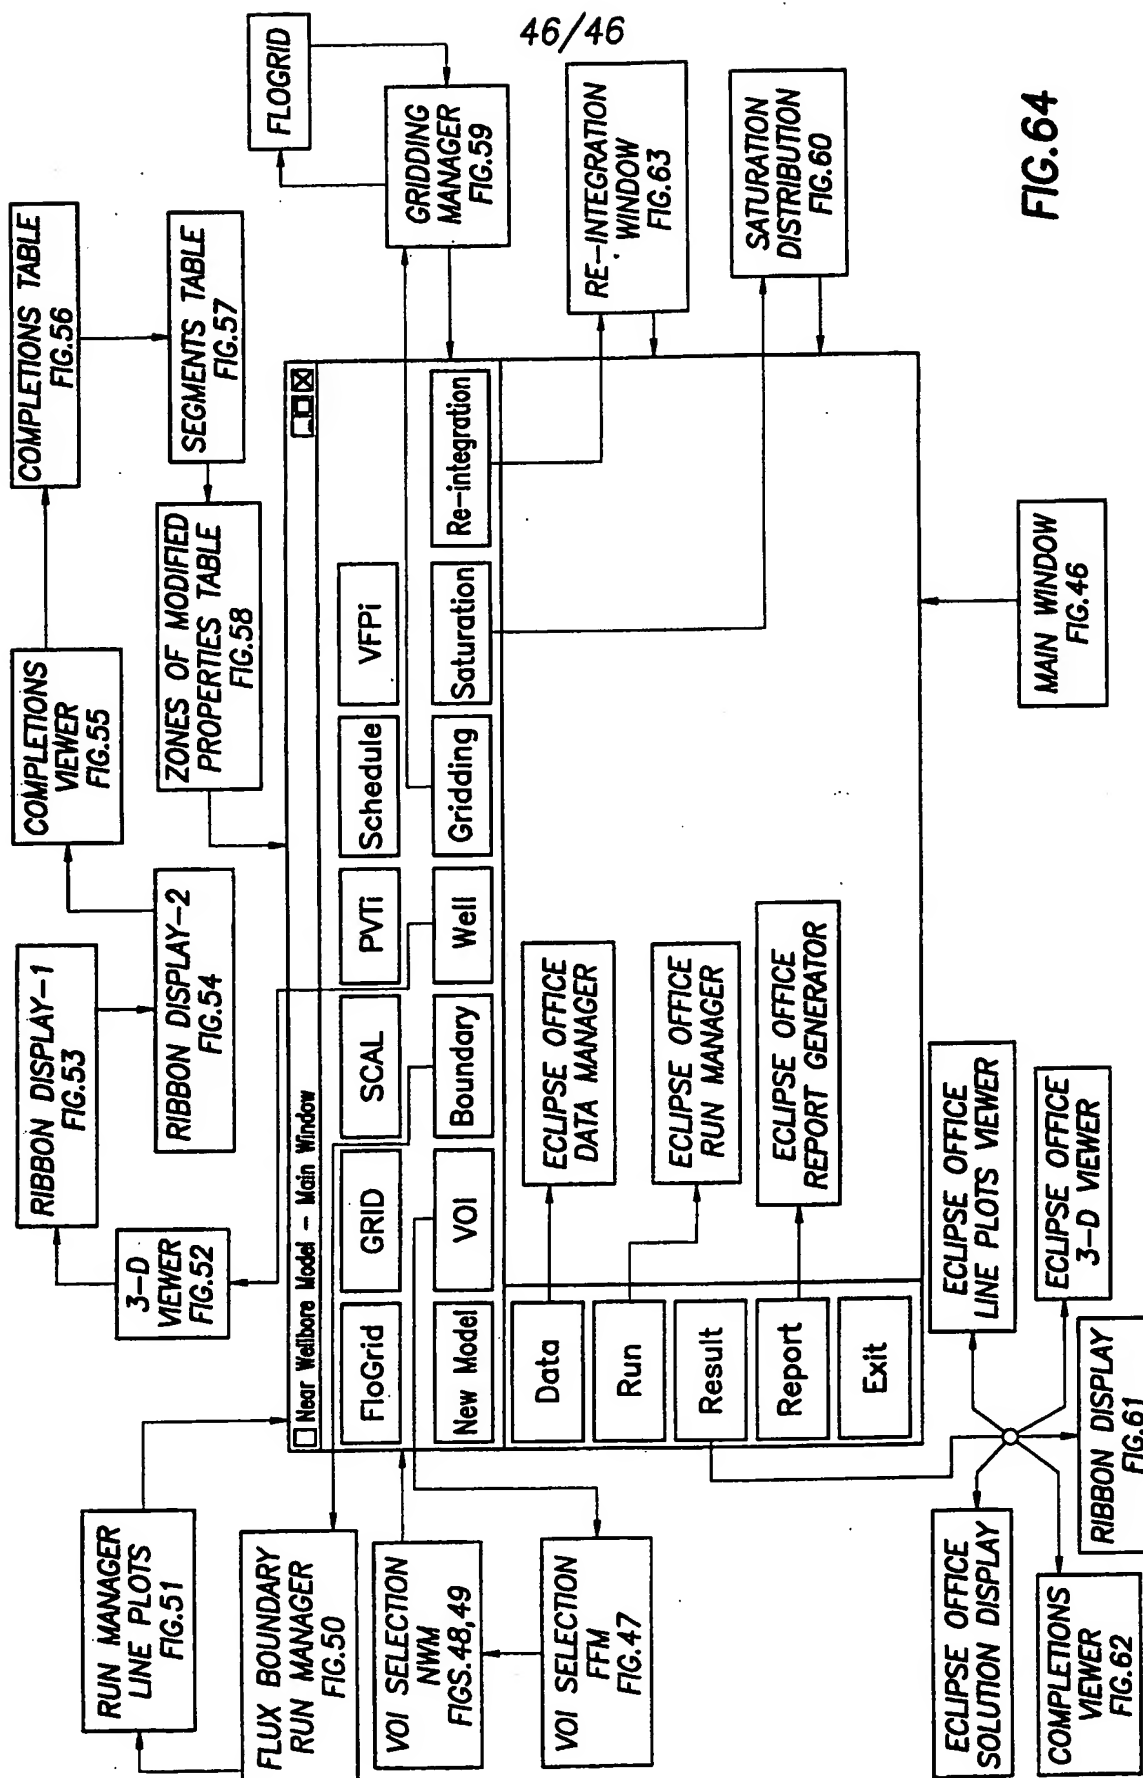 46/46
RUN MANAGER
LINE PLOTS
FIG.51
FLUX BOUNDARY
RUN MANAGER
FIG.50
VOI SELECTION
NWM
FIGS.48,49
VOI SELECTION
FFM
FIG.47
3-D
VIEWER
FIG.52
RIBBON DISPLAY-1
FIG.53
RIBBON DISPLAY-2
FIG.54
COMPLETIONS
VIEWER
FIG.55
COMPLETIONS TABLE
FIG.56
SEGMENTS TABLE
FIG.57
ZONES OF MODIFIED
PROPERTIES TABLE
FIG.58
FLOGRID
GRIDDING
MANAGER
FIG.59
RE-INTEGRATION
WINDOW
FIG.63
SATURATION
DISTRIBUTION
FIG.60
Near Wellbore Model - Main Window
FloGrid
GRID
SCAL
PVTi
Schedule
VFPi
New Model
VOI
Boundary
Well
Gridding
Saturation
Re-integration
Data
Run
Result
Report
Exit
ECLIPSE OFFICE
DATA MANAGER
ECLIPSE OFFICE
RUN MANAGER
ECLIPSE OFFICE
REPORT GENERATOR
ECLIPSE OFFICE
LINE PLOTS VIEWER
ECLIPSE OFFICE
3-D VIEWER
RIBBON DISPLAY
FIG.61
COMPLETIONS
VIEWER
FIG.62
ECLIPSE OFFICE
SOLUTION DISPLAY
MAIN WINDOW
FIG.46
FIG.64